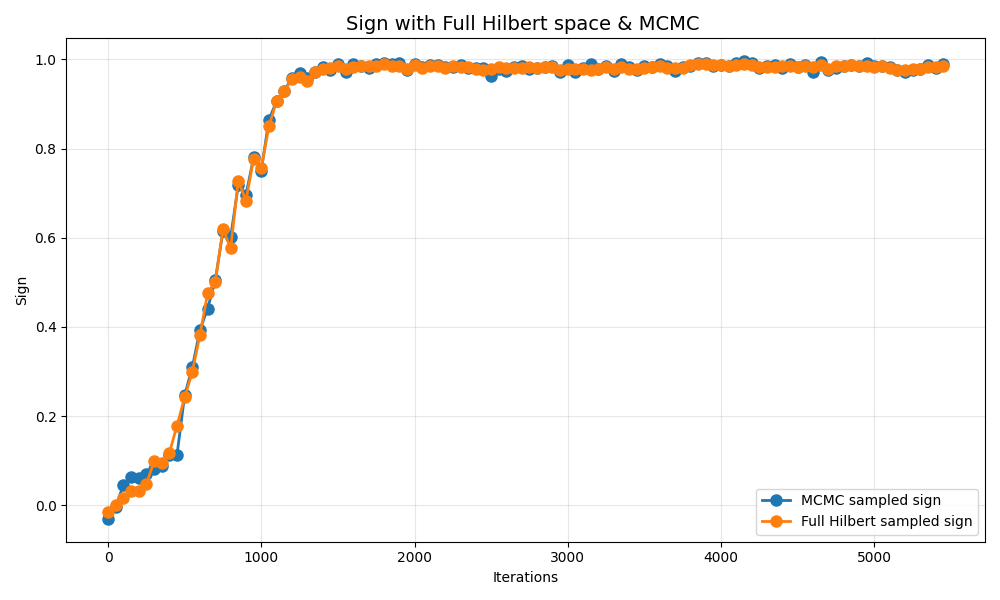 Sign with Full Hilbert space & MCMC
1.0
0.8
0.6
0.4
0.2
0.0
Sign
0 1000 2000 3000 4000 5000
Iterations
MCMC sampled sign
Full Hilbert sampled sign